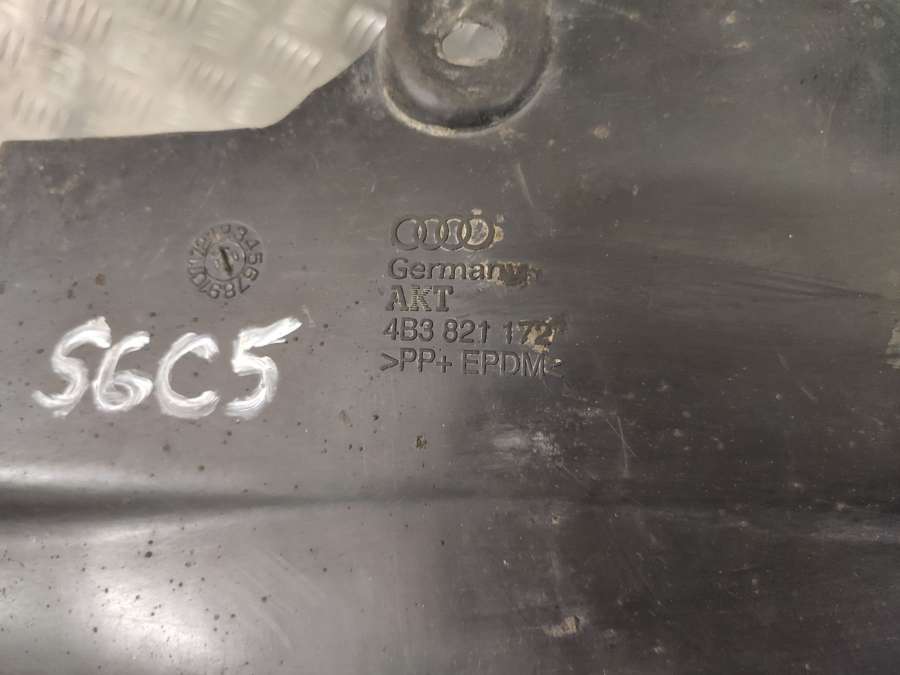 Germany
AKT
4B3 821 172
>PP+ EPDM<
S6C5